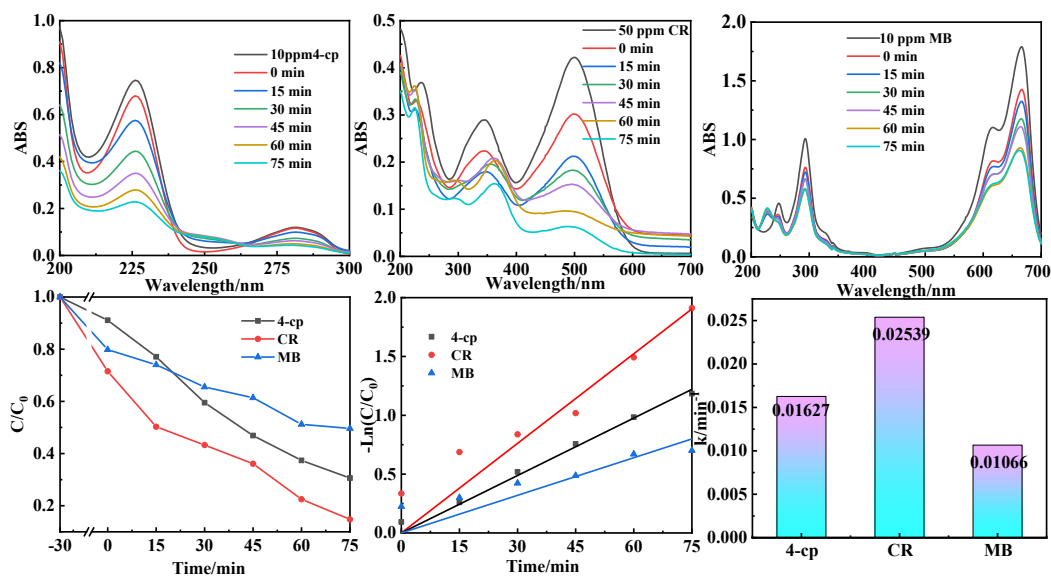 1.0
0.8
0.6
0.4
0.2
0.0
ABS
10ppm4-cp
0 min
15 min
30 min
45 min
60 min
75 min
200 225 250 275 300
Wavelength/nm
0.5
0.4
0.3
0.2
0.1
0.0
ABS
50 ppm CR
0 min
15 min
30 min
45 min
60 min
75 min
200 300 400 500 600 700
Wavelength/nm
2.0
1.5
1.0
0.5
0.0
ABS
10 ppm MB
0 min
15 min
30 min
45 min
60 min
75 min
200 300 400 500 600 700
Wavelength/nm
1.0
0.8
0.6
0.4
0.2
C/C0
4-cp
CR
MB
-30 0 15 30 45 60 75
Time/min
2.0
1.5
1.0
0.5
0.0
-Ln(C/C0)
4-cp
CR
MB
0 15 30 45 60 75
Time/min
0.025
0.020
0.015
0.010
0.005
0.000
k/min-1
0.01627
0.02539
0.01066
4-cp CR MB